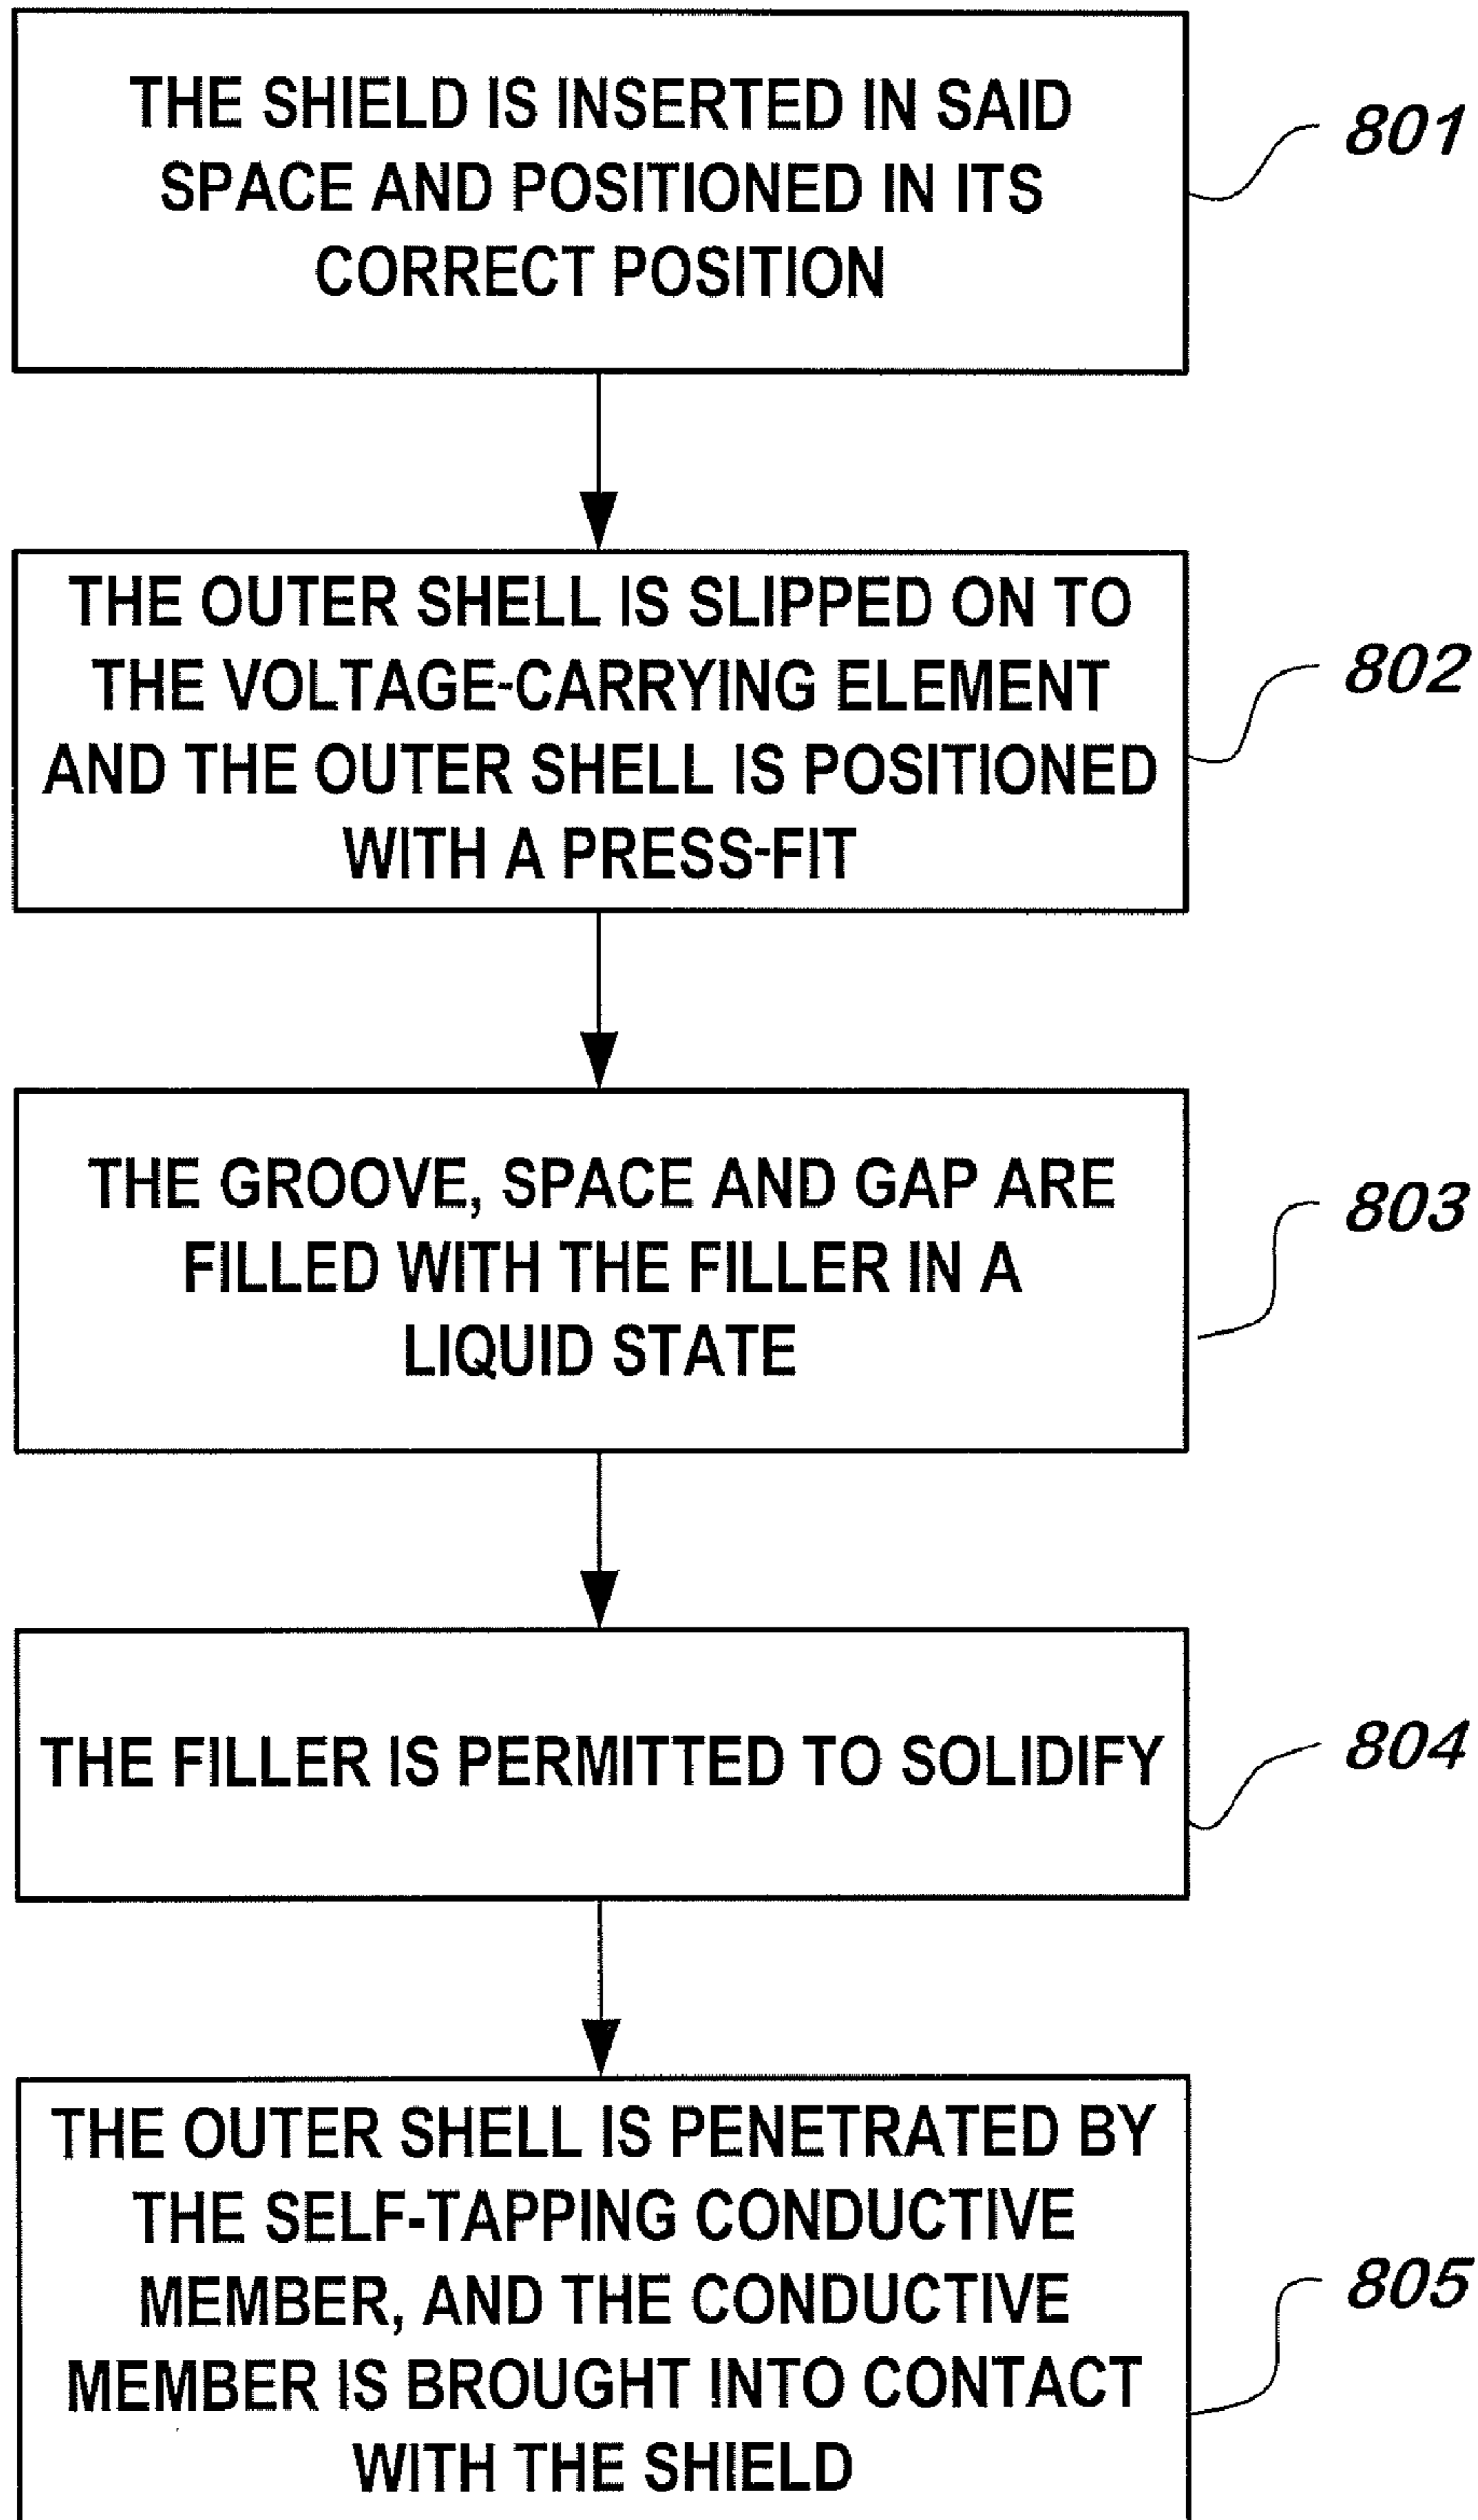 THE SHIELD IS INSERTED IN SAID
SPACE AND POSITIONED IN ITS
CORRECT POSITION
801
THE OUTER SHELL IS SLIPPED ON TO
THE VOLTAGE-CARRYING ELEMENT
AND THE OUTER SHELL IS POSITIONED
WITH A PRESS-FIT
802
THE GROOVE, SPACE AND GAP ARE
FILLED WITH THE FILLER IN A
LIQUID STATE
803
THE FILLER IS PERMITTED TO SOLIDIFY
804
THE OUTER SHELL IS PENETRATED BY
THE SELF-TAPPING CONDUCTIVE
MEMBER, AND THE CONDUCTIVE
MEMBER IS BROUGHT INTO CONTACT
WITH THE SHIELD
805